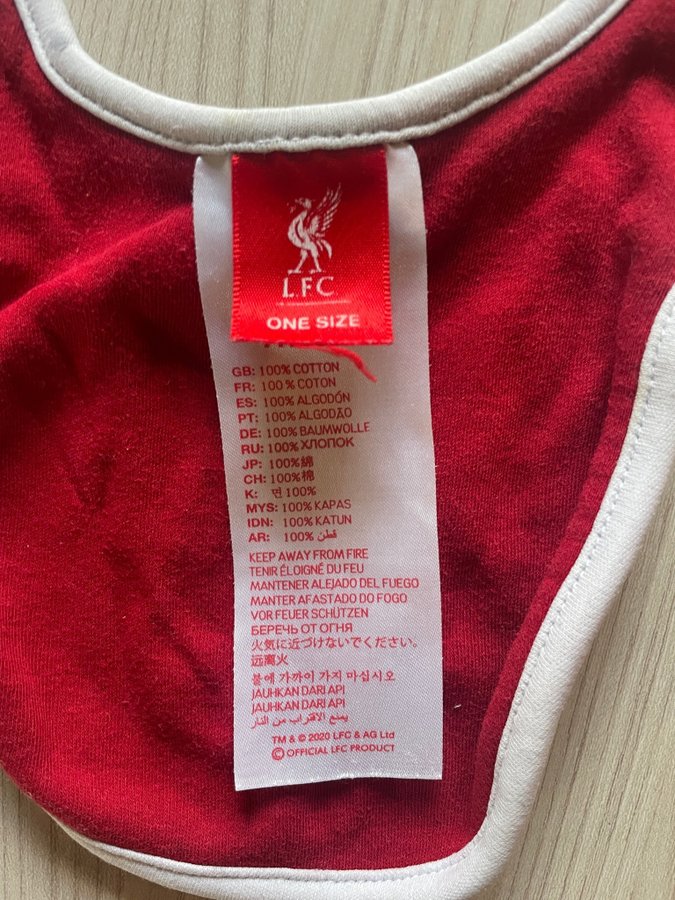 L.F.C
ONE SIZE
GB: 100% COTTON
FR: 100% COTON
ES: 100% ALGODÓN
PT: 100% ALGODÃO
DE: 100% BAUMWOLLE
RU: 100% ХЛОПОК
JP: 100%綿
CH: 100%棉
K: 면 100%
MYS: 100% KAPAS
IDN: 100% KATUN
AR: 100% قطن
KEEP AWAY FROM FIRE
TENIR ÉLOIGNÉ DU FEU
MANTENER ALEJADO DEL FUEGO
MANTER AFASTADO DO FOGO
VOR FEUER SCHÜTZEN
БЕРЕЧЬ ОТ ОГНЯ
火気に近づけないでください。
远离火
불에 가까이 가지 마십시오
JAUHKAN DARI API
JAUHKAN DARI API
يمنع الاقتراب من النار
TM & © 2020 LFC & AG Ltd
© OFFICIAL LFC PRODUCT